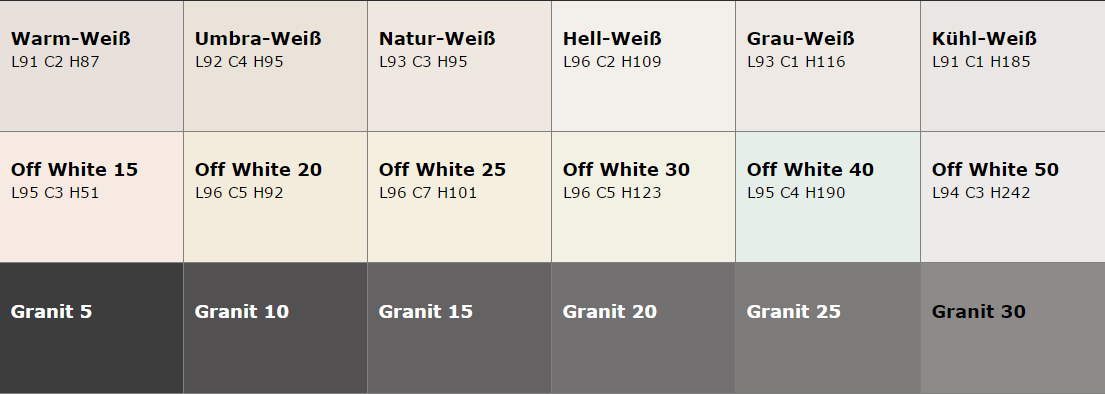 Warm-Weiß
L91 C2 H87
Umbra-Weiß
L92 C4 H95
Natur-Weiß
L93 C3 H95
Hell-Weiß
L96 C2 H109
Grau-Weiß
L93 C1 H116
Kühl-Weiß
L91 C1 H185
Off White 15
L95 C3 H51
Off White 20
L96 C5 H92
Off White 25
L96 C7 H101
Off White 30
L96 C5 H123
Off White 40
L95 C4 H190
Off White 50
L94 C3 H242
Granit 5
Granit 10
Granit 15
Granit 20
Granit 25
Granit 30